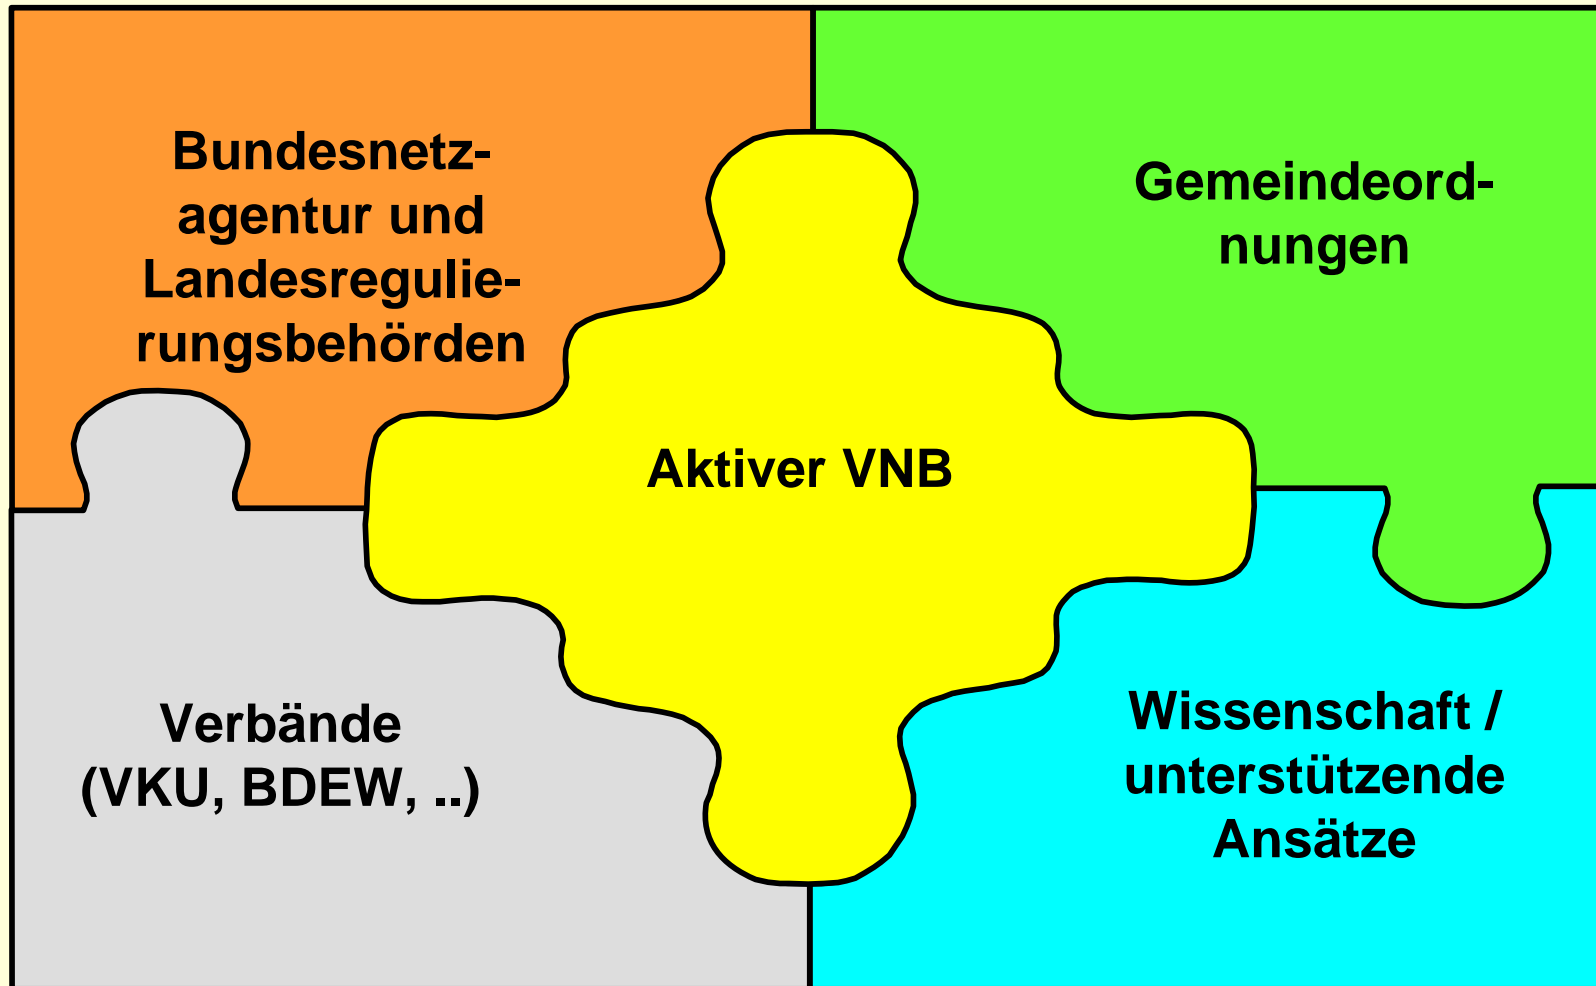 Bundesnetz-
agentur und
Landesregulie-
rungsbehörden
Gemeindeord-
nungen
Aktiver VNB
Verbände
(VKU, BDEW, ..)
Wissenschaft /
unterstützende
Ansätze